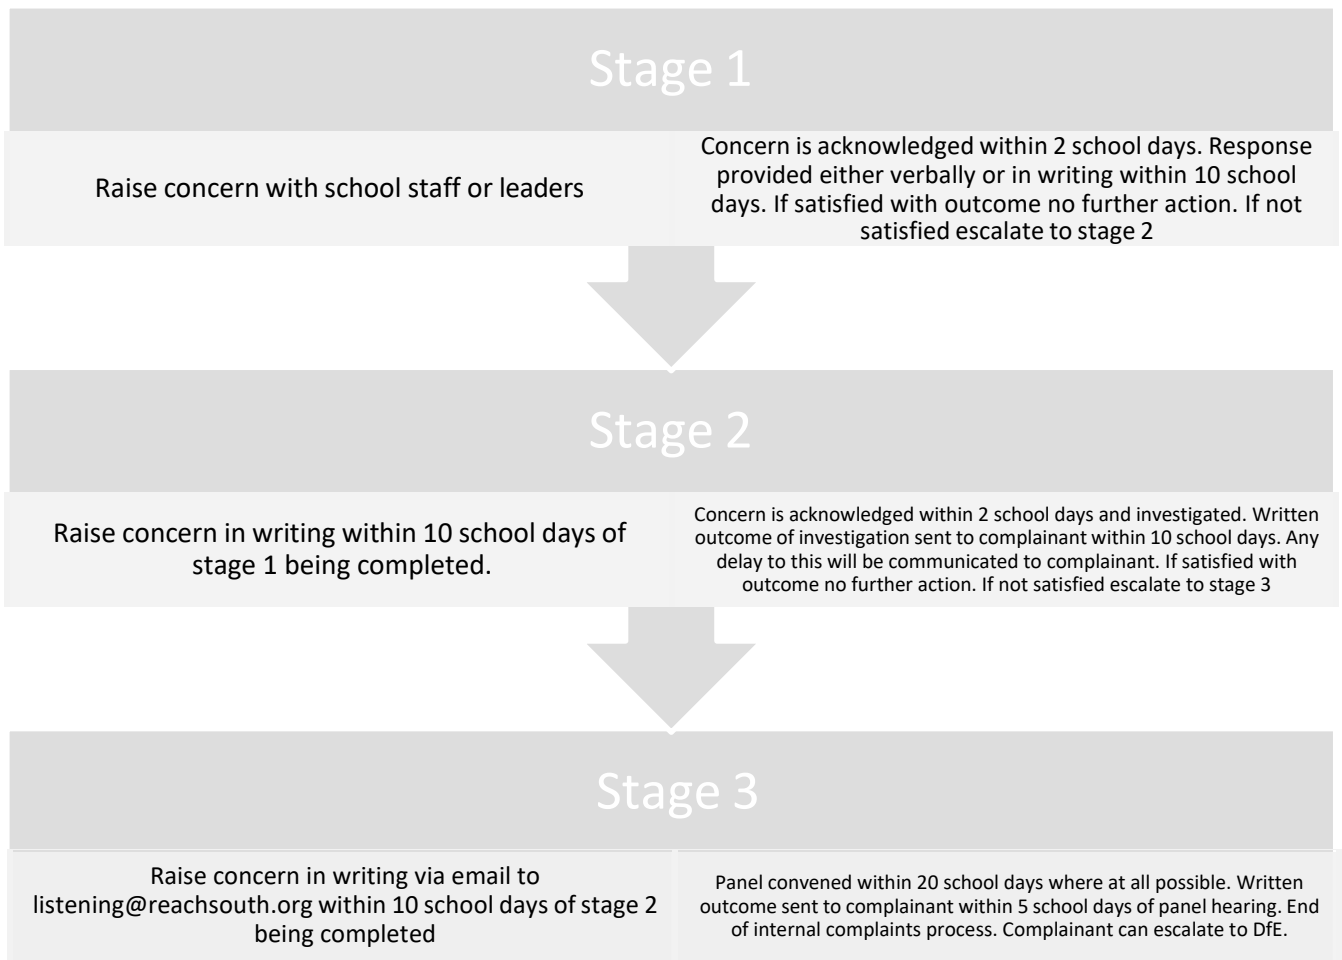 Stage 1
Raise concern with school staff or leaders
Concern is acknowledged within 2 school days. Response
provided either verbally or in writing within 10 school
days. If satisfied with outcome no further action. If not
satisfied escalate to stage 2
Stage 2
Raise concern in writing within 10 school days of
stage 1 being completed.
Concern is acknowledged within 2 school days and investigated. Written
outcome of investigation sent to complainant within 10 school days. Any
delay to this will be communicated to complainant. If satisfied with
outcome no further action. If not satisfied escalate to stage 3
Stage 3
Raise concern in writing via email to
listening@reachsouth.org within 10 school days of stage 2
being completed
Panel convened within 20 school days where at all possible. Written
outcome sent to complainant within 5 school days of panel hearing. End
of internal complaints process. Complainant can escalate to DfE.